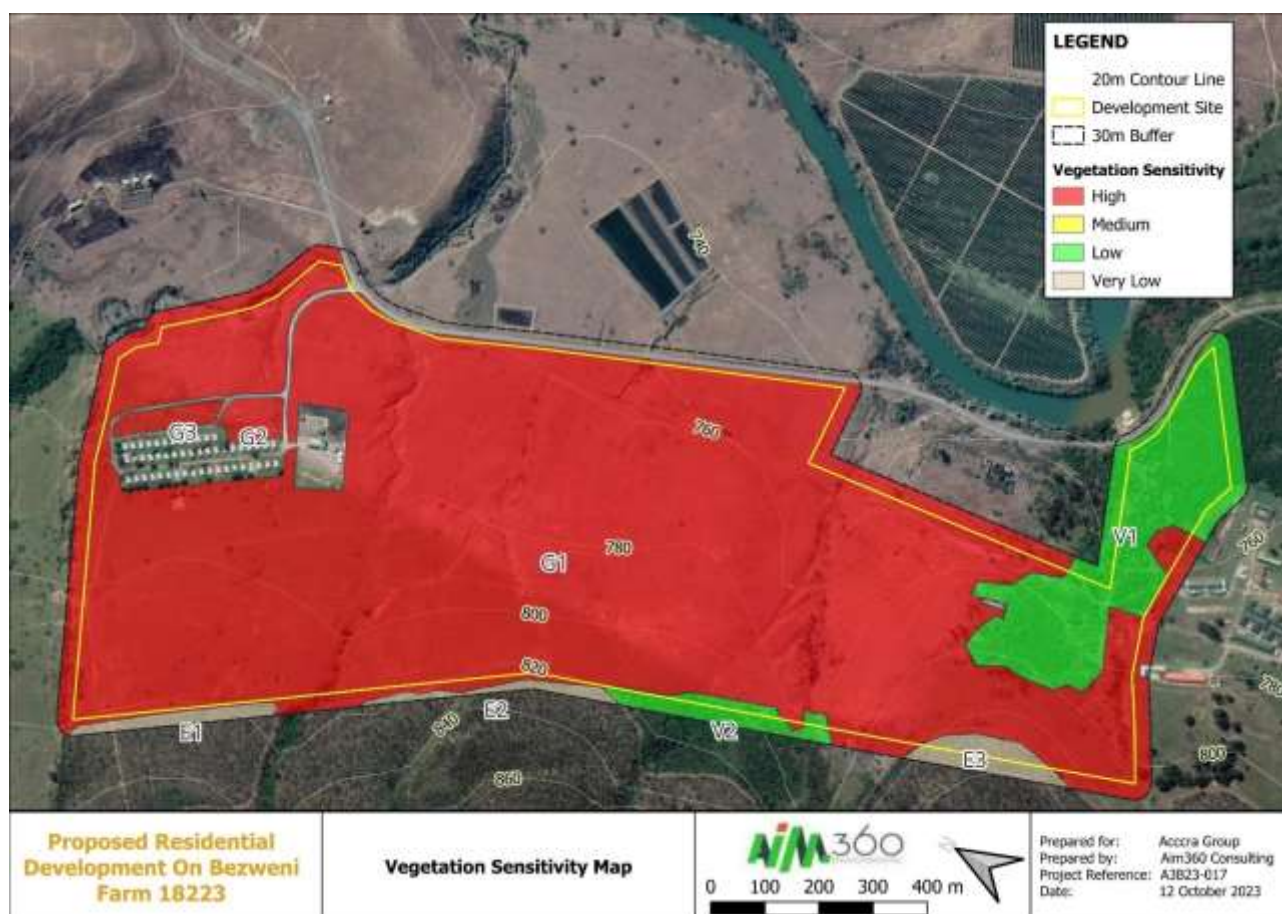 LEGEND
20m Contour Line
Development Site
30m Buffer
Vegetation Sensitivity
High
Medium
Low
Very Low
740
G3
G2
760
V1
760
780
G1
800
820
E1
E2
840
860
V2
E3
800
Proposed Residential
Development On Bezweni
Farm 18223
Vegetation Sensitivity Map
AiM360
0 100 200 300 400 m
Prepared for: Acccra Group
Prepared by: Aim360 Consulting
Project Reference: A3B23-017
Date: 12 October 2023